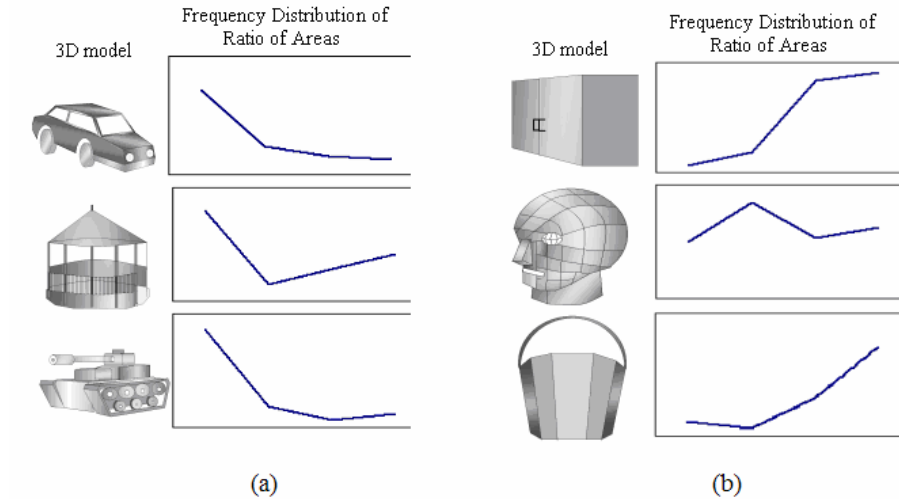 Frequency Distribution of
Ratio of Areas
3D model
(a)
Frequency Distribution of
Ratio of Areas
3D model
(b)